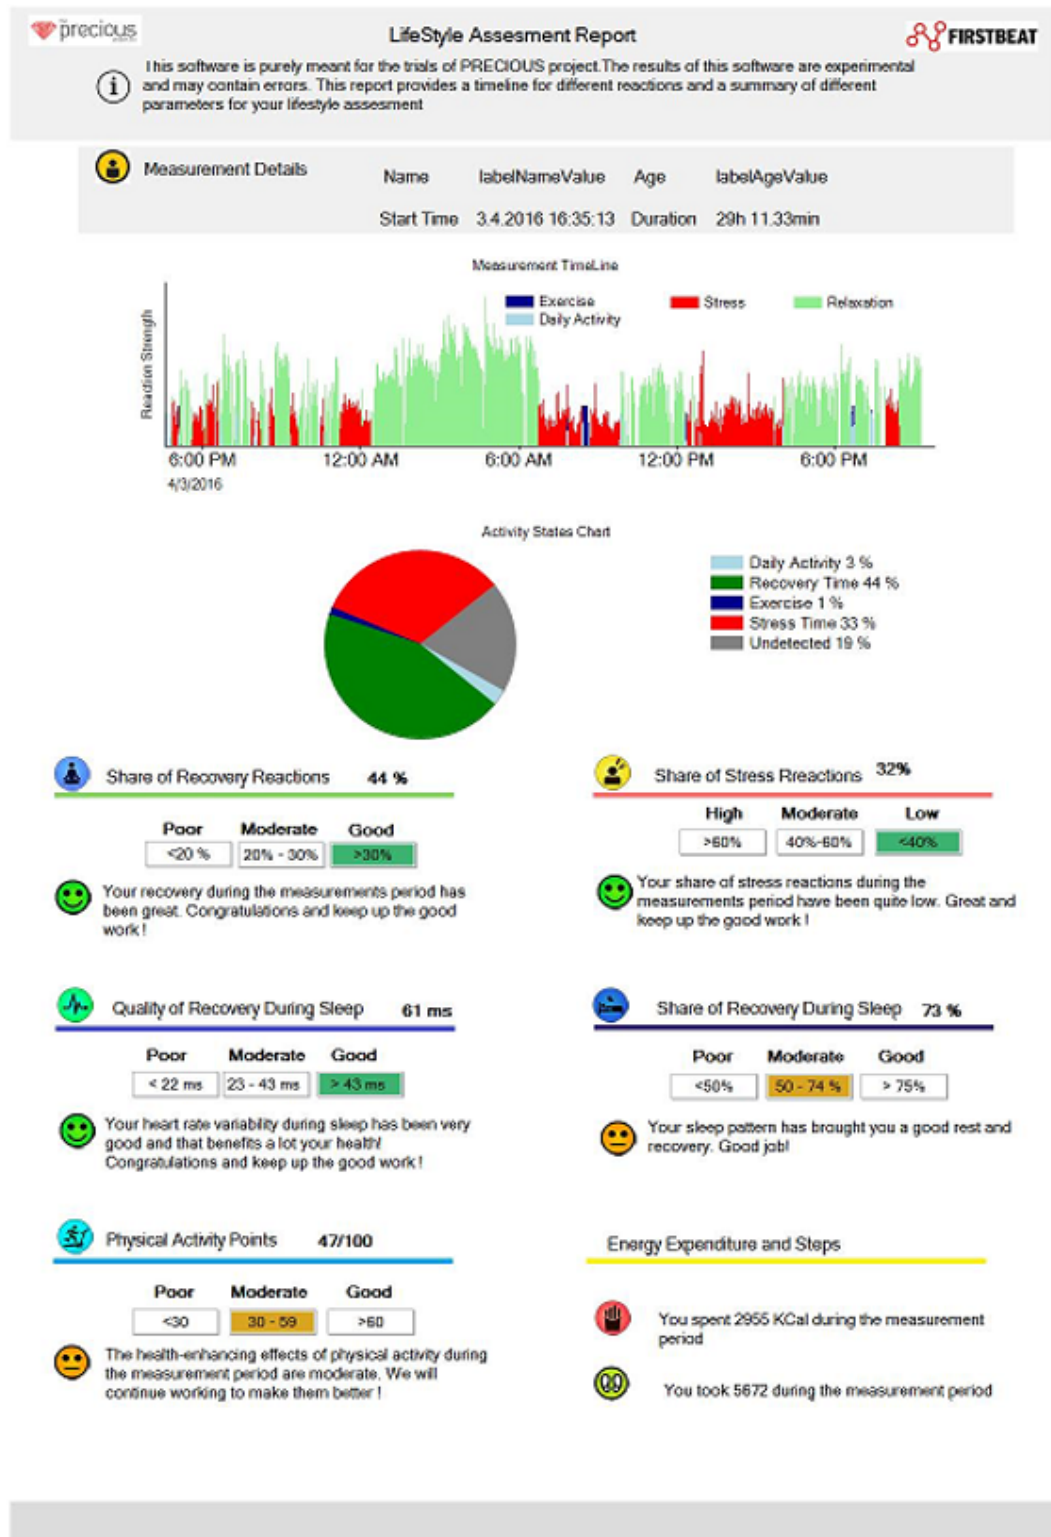 precious
LifeStyle Assesment Report
FIRSTBEAT
This software is purely meant for the trials of PRECIOUS project.The results of this software are experimental
and may contain errors. This report provides a timeline for different reactions and a summary of different
parameters for your lifestyle assesment
Measurement Details
Name labelNameValue Age labelAgeValue
Start Time 3.4.2016 16:35:13 Duration 29h 11.33min
Measurement TimeLine
Exercise Stress Relaxation
Daily Activity
Reaction Strength
6:00 PM 12:00 AM 6:00 AM 12:00 PM 6:00 PM
4/3/2016
Activity States Chart
Daily Activity 3 %
Recovery Time 44 %
Exercise 1 %
Stress Time 33 %
Undetected 19 %
Share of Recovery Reactions 44 %
Poor Moderate Good
<20 % 20% - 30% >30%
Your recovery during the measurements period has
been great. Congratulations and keep up the good
work !
Share of Stress Rreactions 32%
High Moderate Low
>60% 40%-60% <40%
Your share of stress reactions during the
measurements period have been quite low. Great and
keep up the good work !
Quality of Recovery During Sleep 61 ms
Poor Moderate Good
< 22 ms 23 - 43 ms > 43 ms
Your heart rate variability during sleep has been very
good and that benefits a lot your health!
Congratulations and keep up the good work !
Share of Recovery During Sleep 73 %
Poor Moderate Good
<50% 50 - 74 % > 75%
Your sleep pattern has brought you a good rest and
recovery. Good job!
Physical Activity Points 47/100
Poor Moderate Good
<30 30 - 59 >60
The health-enhancing effects of physical activity during
the measurement period are moderate. We will
continue working to make them better !
Energy Expenditure and Steps
You spent 2955 KCal during the measurement
period
You took 5672 during the measurement period